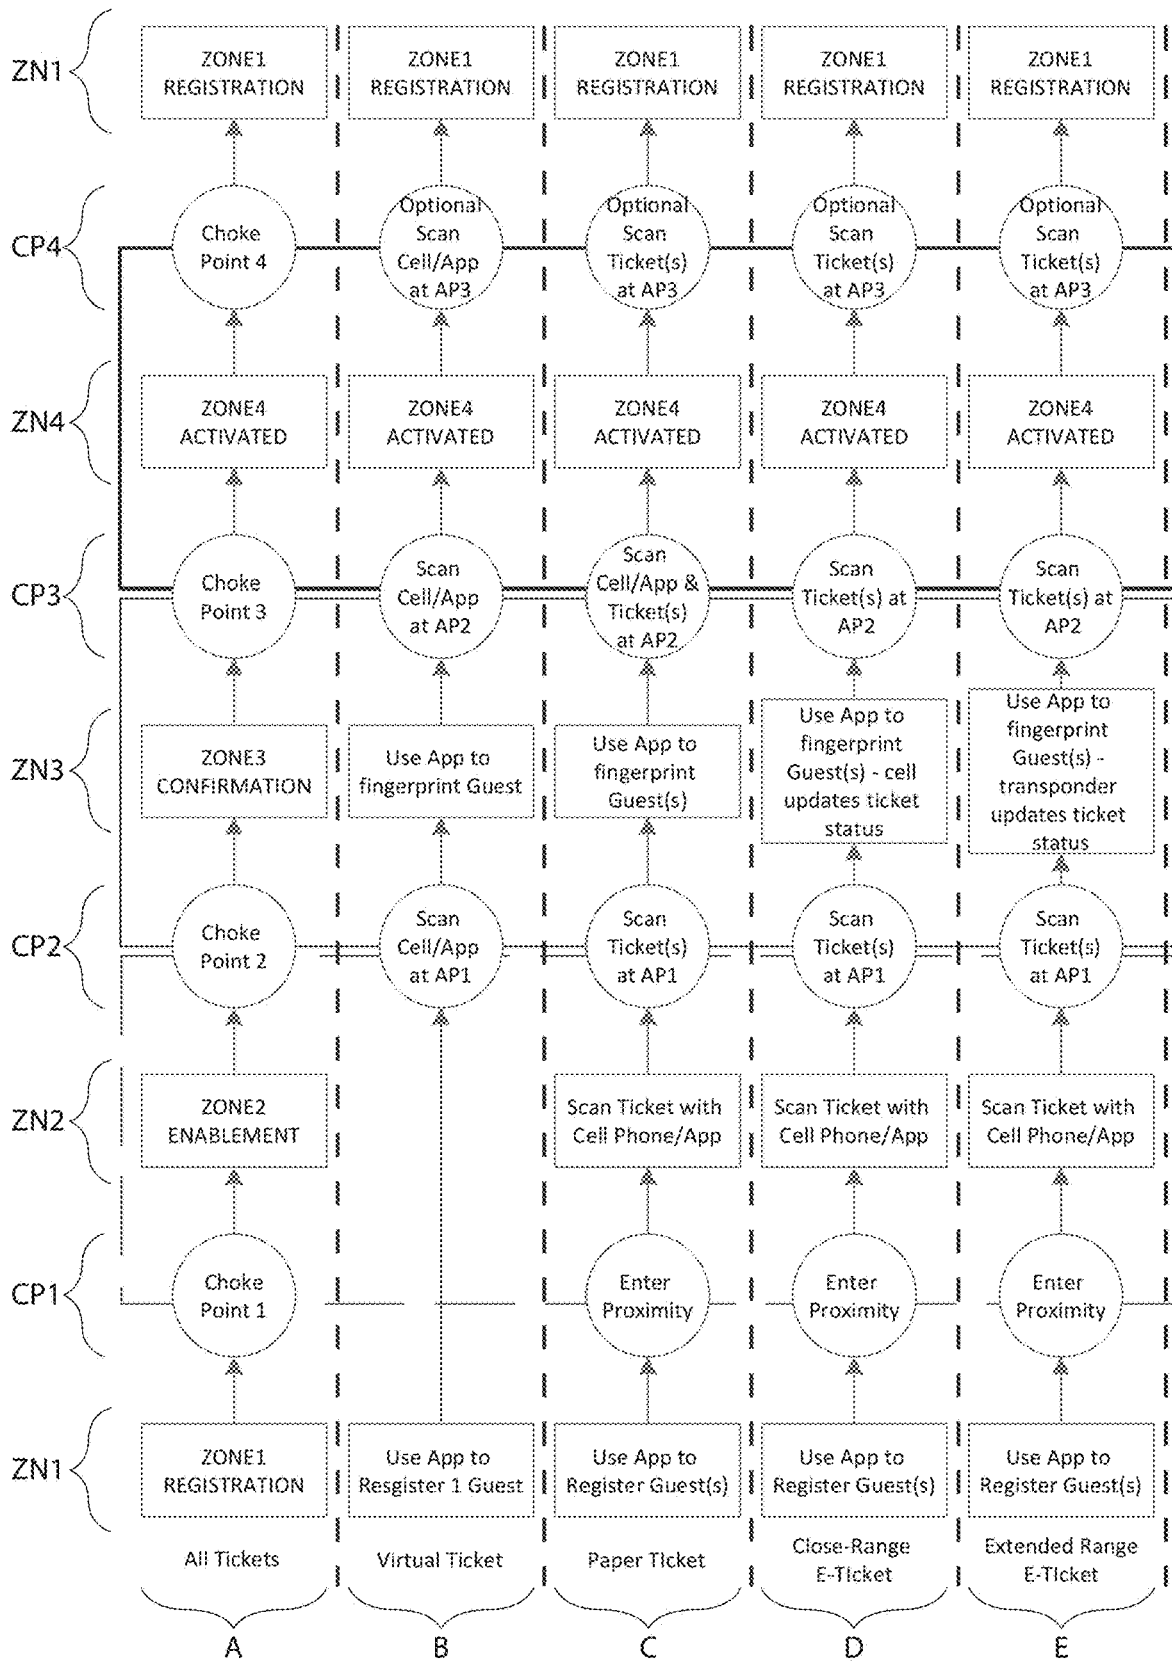 ZN1
ZONE1
REGISTRATION
ZONE1
REGISTRATION
ZONE1
REGISTRATION
ZONE1
REGISTRATION
ZONE1
REGISTRATION
CP4
Choke
Point 4
Optional
Scan
Cell/App
at AP3
Optional
Scan
Ticket(s)
at AP3
Optional
Scan
Ticket(s)
at AP3
Optional
Scan
Ticket(s)
at AP3
ZN4
ZONE4
ACTIVATED
ZONE4
ACTIVATED
ZONE4
ACTIVATED
ZONE4
ACTIVATED
ZONE4
ACTIVATED
CP3
Choke
Point 3
Scan
Cell/App
at AP2
Scan
Cell/App &
Ticket(s)
at AP2
Scan
Ticket(s) at
AP2
Scan
Ticket(s) at
AP2
ZN3
ZONE3
CONFIRMATION
Use App to
fingerprint Guest
Use App to
fingerprint
Guest(s)
Use App to
fingerprint
Guest(s) - cell
updates ticket
status
Use App to
fingerprint
Guest(s) -
transponder
updates ticket
status
CP2
Choke
Point 2
Scan
Cell/App
at AP1
Scan
Ticket(s)
at AP1
Scan
Ticket(s)
at AP1
Scan
Ticket(s)
at AP1
ZN2
ZONE2
ENABLEMENT
Scan Ticket with
Cell Phone/App
Scan Ticket with
Cell Phone/App
Scan Ticket with
Cell Phone/App
CP1
Choke
Point 1
Enter
Proximity
Enter
Proximity
Enter
Proximity
ZN1
ZONE1
REGISTRATION
Use App to
Resgister 1 Guest
Use App to
Register Guest(s)
Use App to
Register Guest(s)
Use App to
Register Guest(s)
All Tickets
Virtual Ticket
Paper Ticket
Close-Range
E-Ticket
Extended Range
E-Ticket
A
B
C
D
E